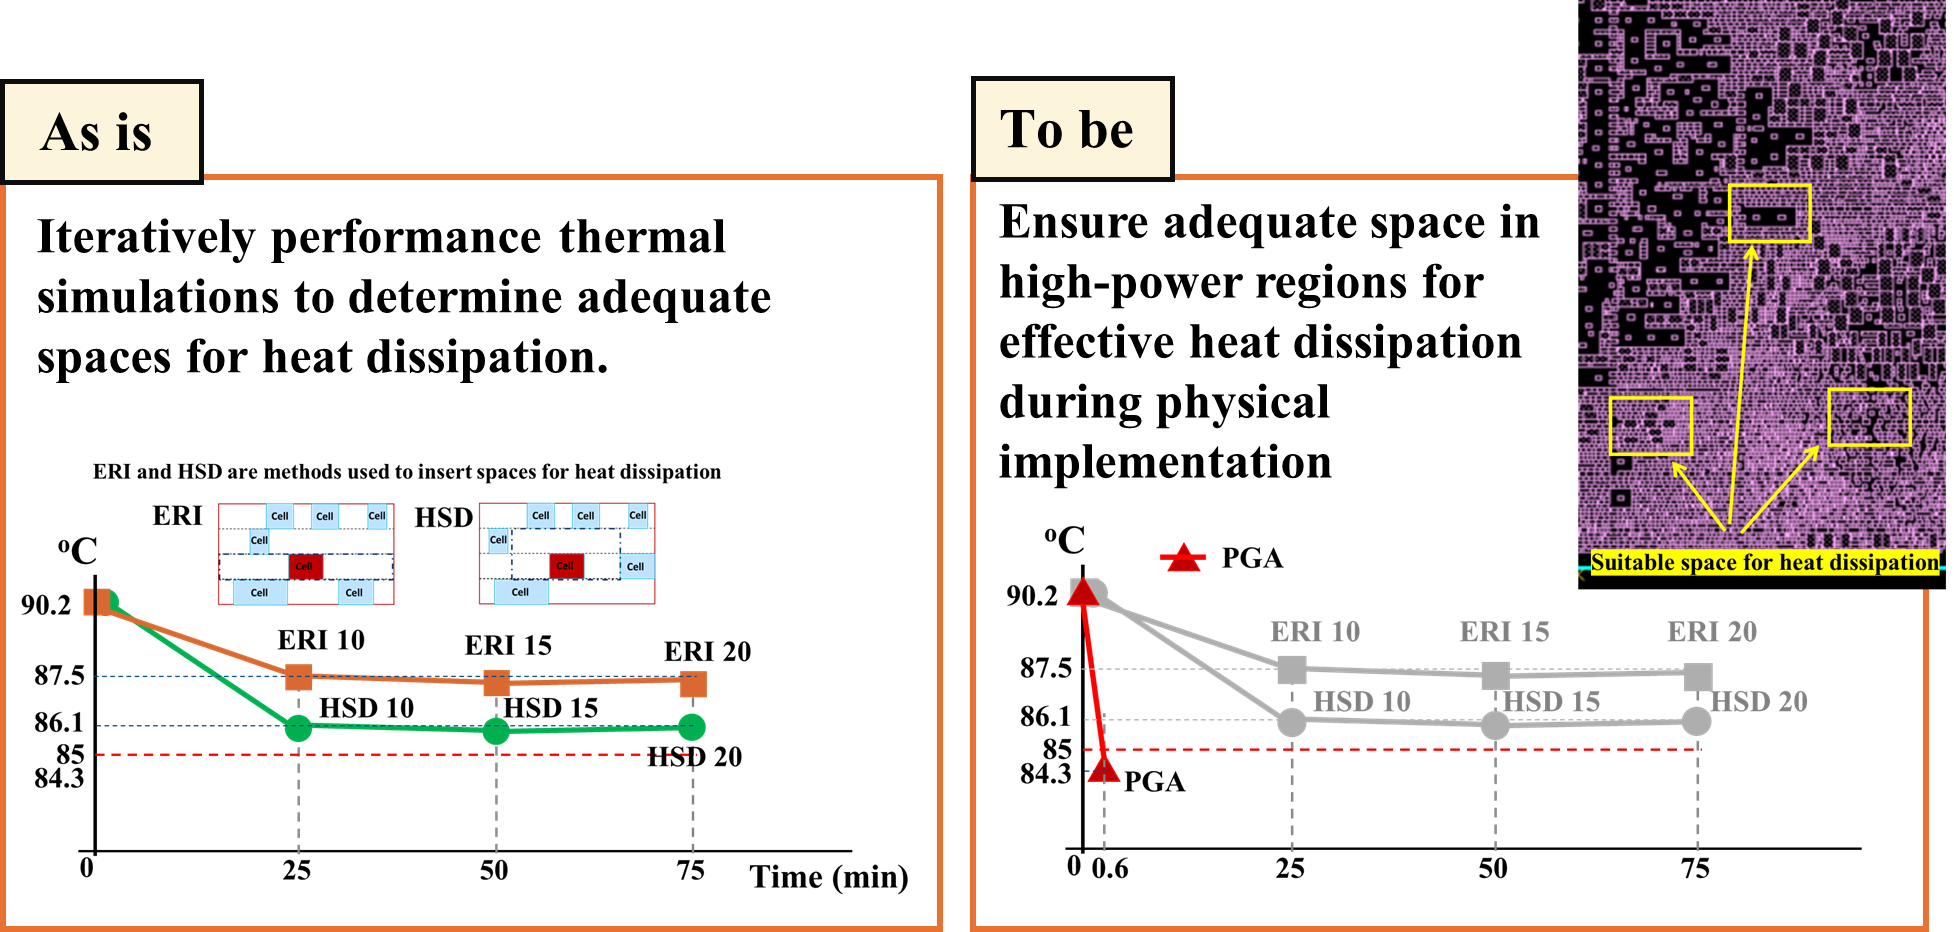 As is
Iteratively performance thermal
simulations to determine adequate
spaces for heat dissipation.
ERI and HSD are methods used to insert spaces for heat dissipation
ERI
Cell
Cell
Cell
Cell
Cell
Cell
Cell
HSD
Cell
Cell
Cell
Cell
Cell
Cell
Cell
°C
90.2
87.5
86.1
85
84.3
ERI 10
ERI 15
ERI 20
HSD 10
HSD 15
HSD 20
0
25
50
75
Time (min)
To be
Ensure adequate space in
high-power regions for
effective heat dissipation
during physical
implementation
Suitable space for heat dissipation
°C
PGA
90.2
87.5
86.1
85
84.3
ERI 10
ERI 15
ERI 20
HSD 10
HSD 15
HSD 20
PGA
0
0.6
25
50
75